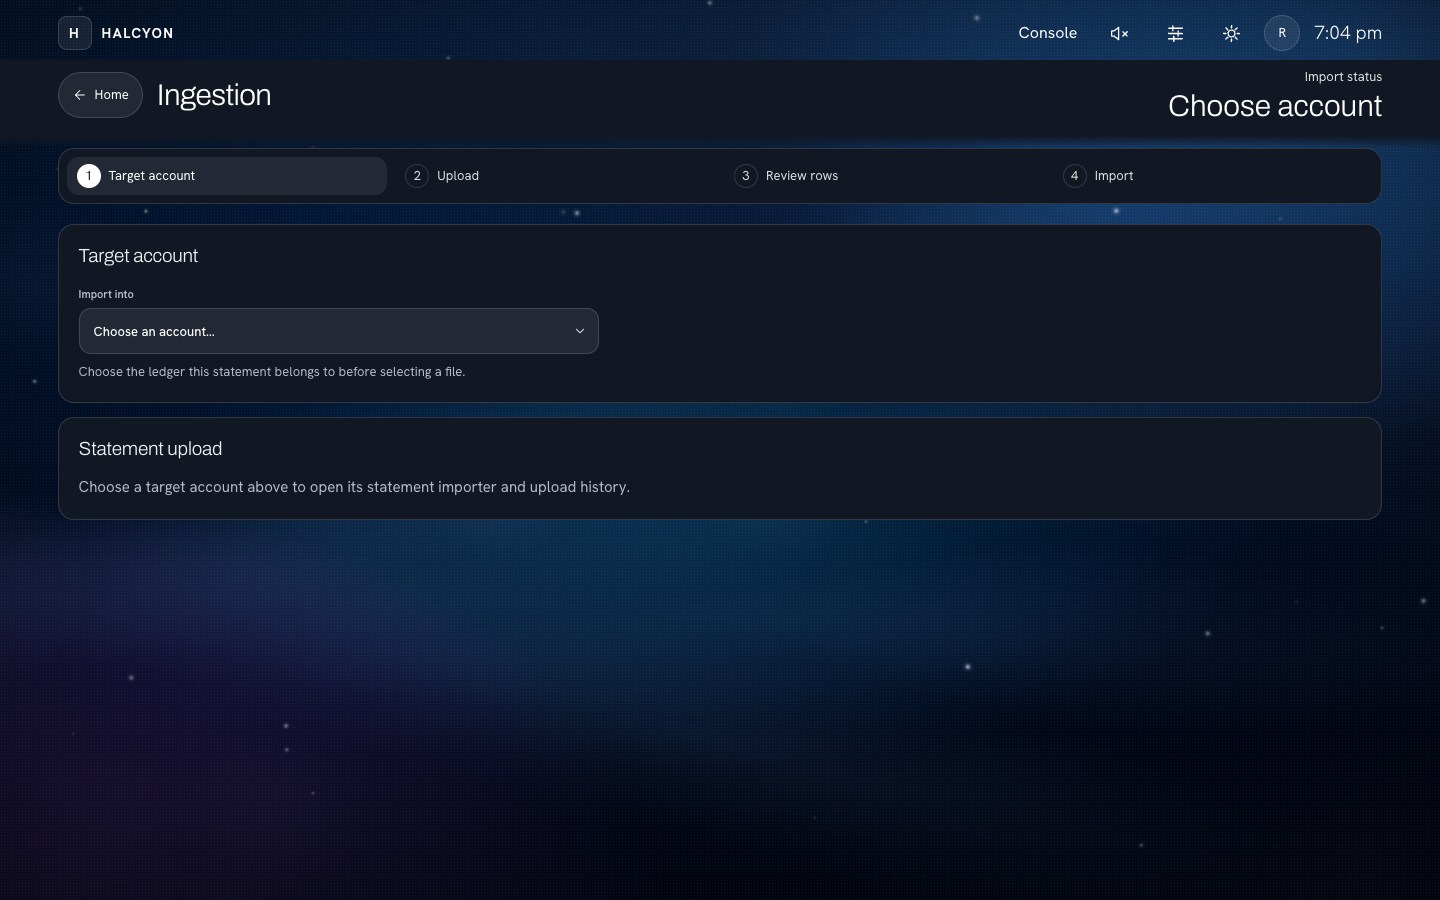 H HALCYON
Console
R
7:04 pm
Home
Ingestion
Import status
Choose account
1 Target account
2 Upload
3 Review rows
4 Import
Target account
Import into
Choose an account...
Choose the ledger this statement belongs to before selecting a file.
Statement upload
Choose a target account above to open its statement importer and upload history.